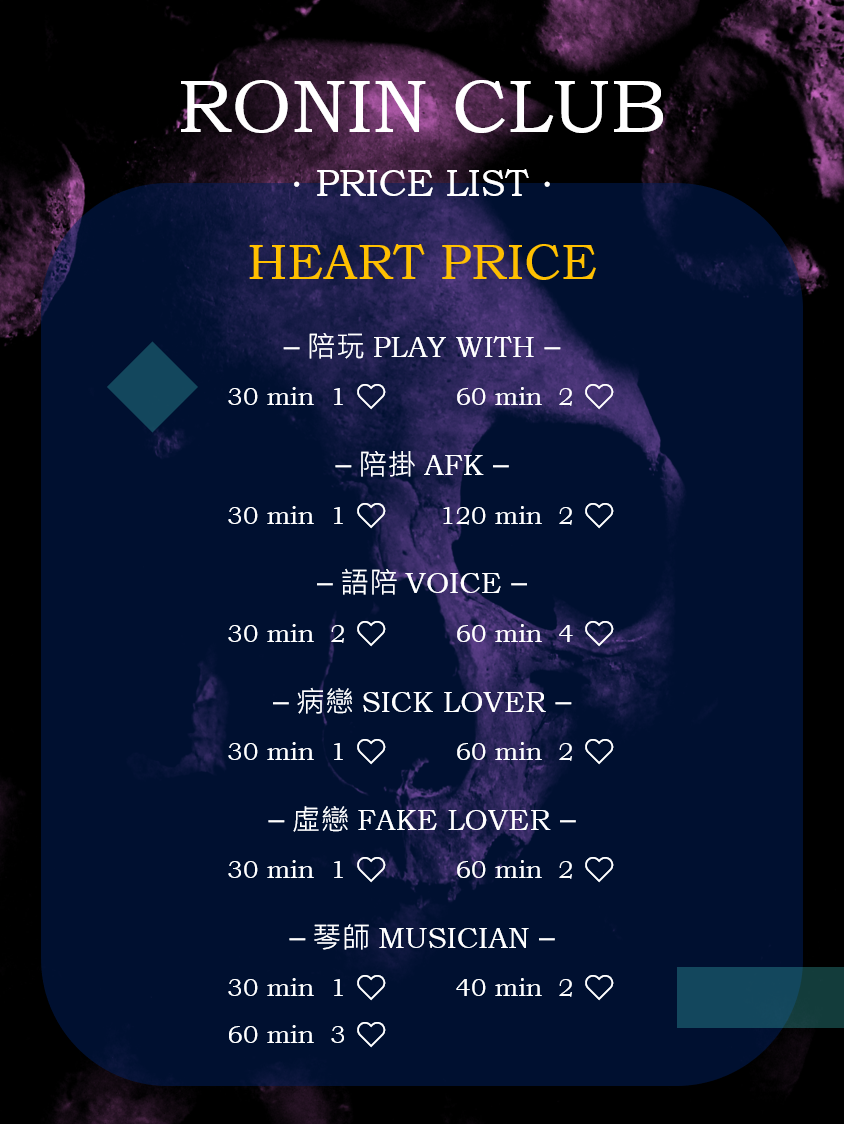 RONIN CLUB
· PRICE LIST ·
HEART PRICE
– 陪玩 PLAY WITH –
30 min 1 ♡ 60 min 2 ♡
– 陪掛 AFK –
30 min 1 ♡ 120 min 2 ♡
– 語陪 VOICE –
30 min 2 ♡ 60 min 4 ♡
– 病戀 SICK LOVER –
30 min 1 ♡ 60 min 2 ♡
– 虛戀 FAKE LOVER –
30 min 1 ♡ 60 min 2 ♡
– 琴師 MUSICIAN –
30 min 1 ♡ 40 min 2 ♡
60 min 3 ♡